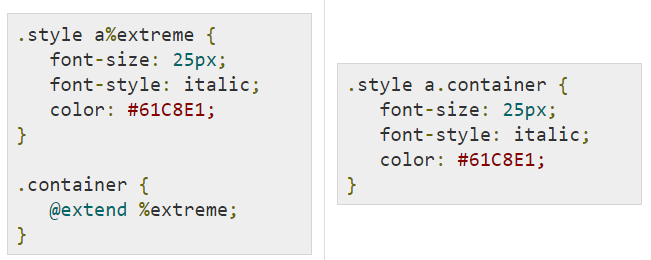 .style a%extreme {
   font-size: 25px;
   font-style: italic;
   color: #61C8E1;
}

.container {
   @extend %extreme;
}
.style a.container {
   font-size: 25px;
   font-style: italic;
   color: #61C8E1;
}